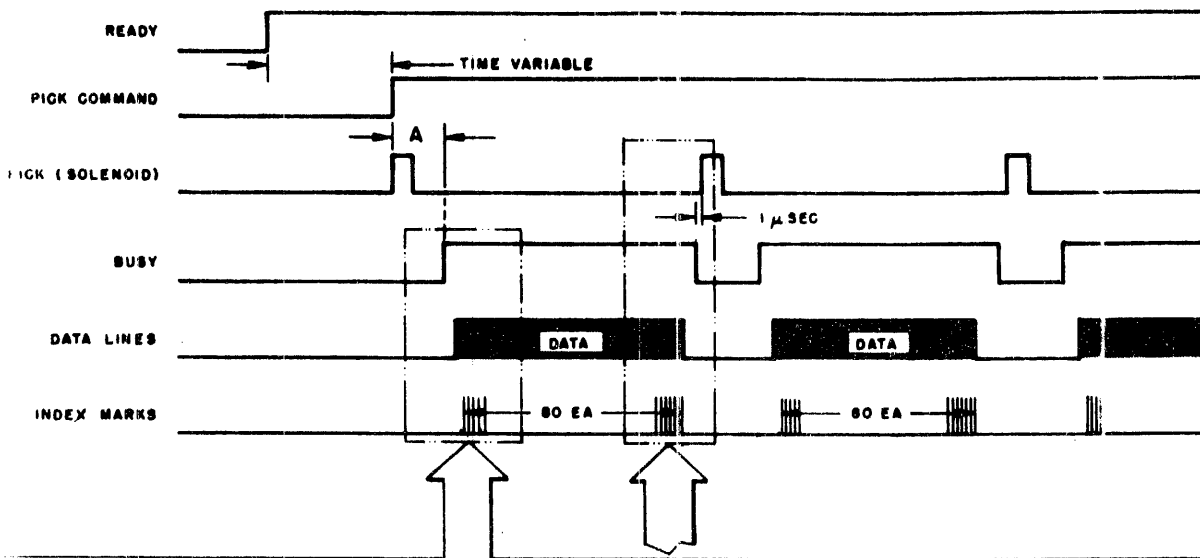 READY
TIME VARIABLE
PICK COMMAND
A
(SOLENOID)
1 μ SEC
BUSY
DATA LINES
DATA
DATA
INDEX MARKS
80 EA
80 EA